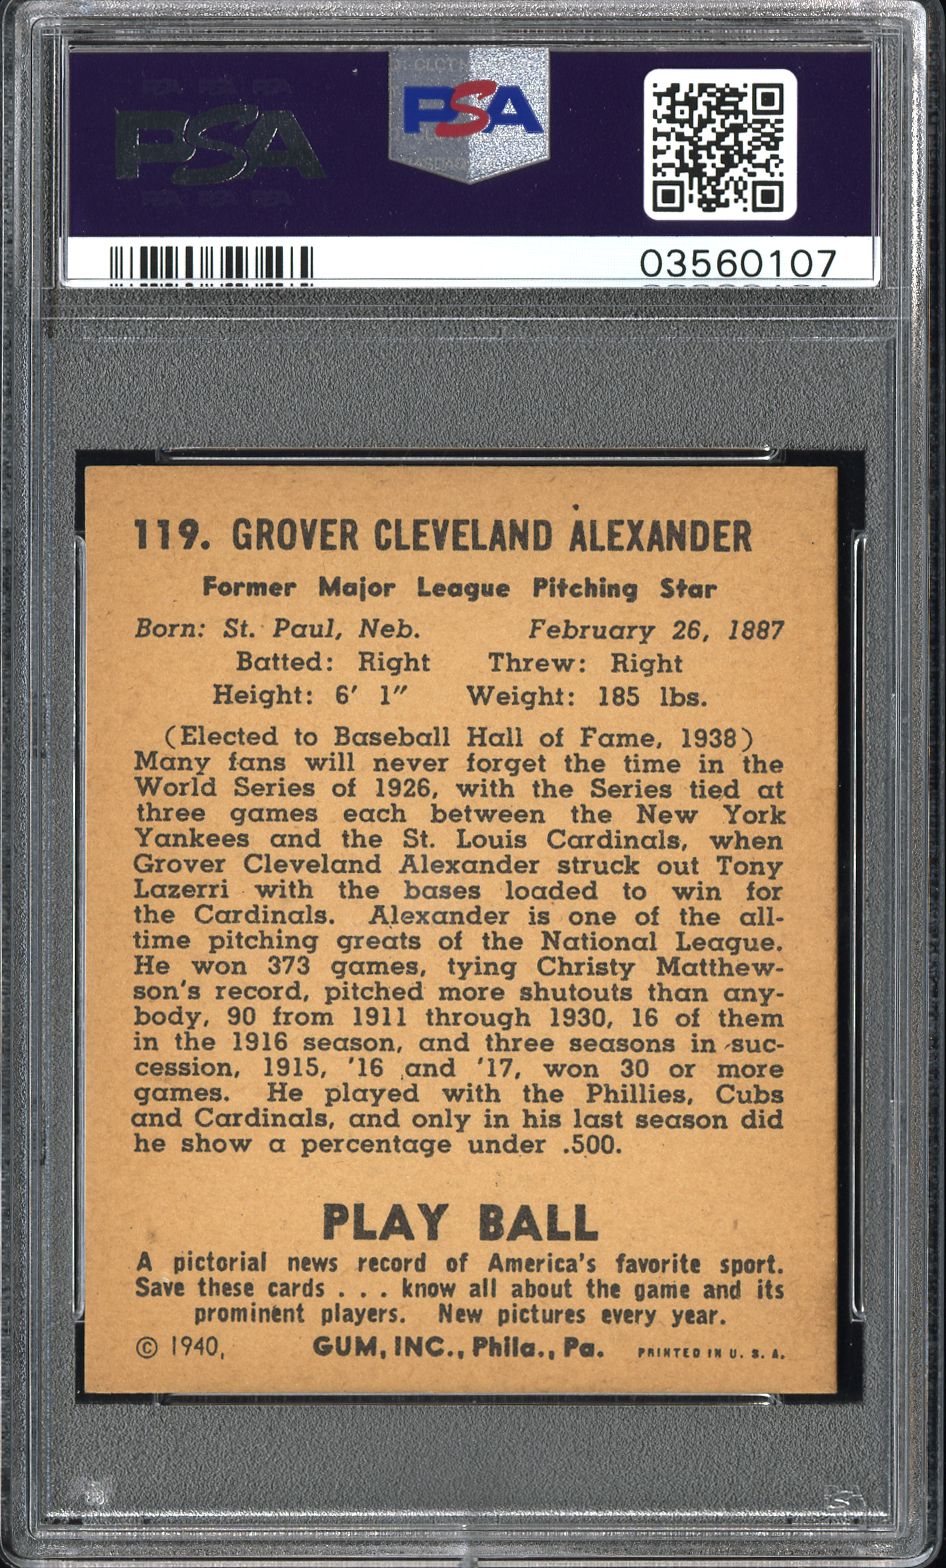 PSA
PSA
03560107
119. GROVER CLEVELAND ALEXANDER
Former Major League Pitching Star
Born: St. Paul, Neb. February 26, 1887
Batted: Right Threw: Right
Height: 6' 1" Weight: 185 lbs.
(Elected to Baseball Hall of Fame, 1938)
Many fans will never forget the time in the
World Series of 1926, with the Series tied at
three games each between the New York
Yankees and the St. Louis Cardinals, when
Grover Cleveland Alexander struck out Tony
Lazerri with the bases loaded to win for
the Cardinals. Alexander is one of the all-
time pitching greats of the National League.
He won 373 games, tying Christy Matthew-
son's record, pitched more shutouts than any-
body, 90 from 1911 through 1930, 16 of them
in the 1916 season, and three seasons in suc-
cession, 1915, '16 and '17, won 30 or more
games. He played with the Phillies, Cubs
and Cardinals, and only in his last season did
he show a percentage under .500.
PLAY BALL
A pictorial news record of America's favorite sport.
Save these cards . . . know all about the game and its
prominent players. New pictures every year.
© 1940, GUM, INC., Phila., Pa. PRINTED IN U. S. A.